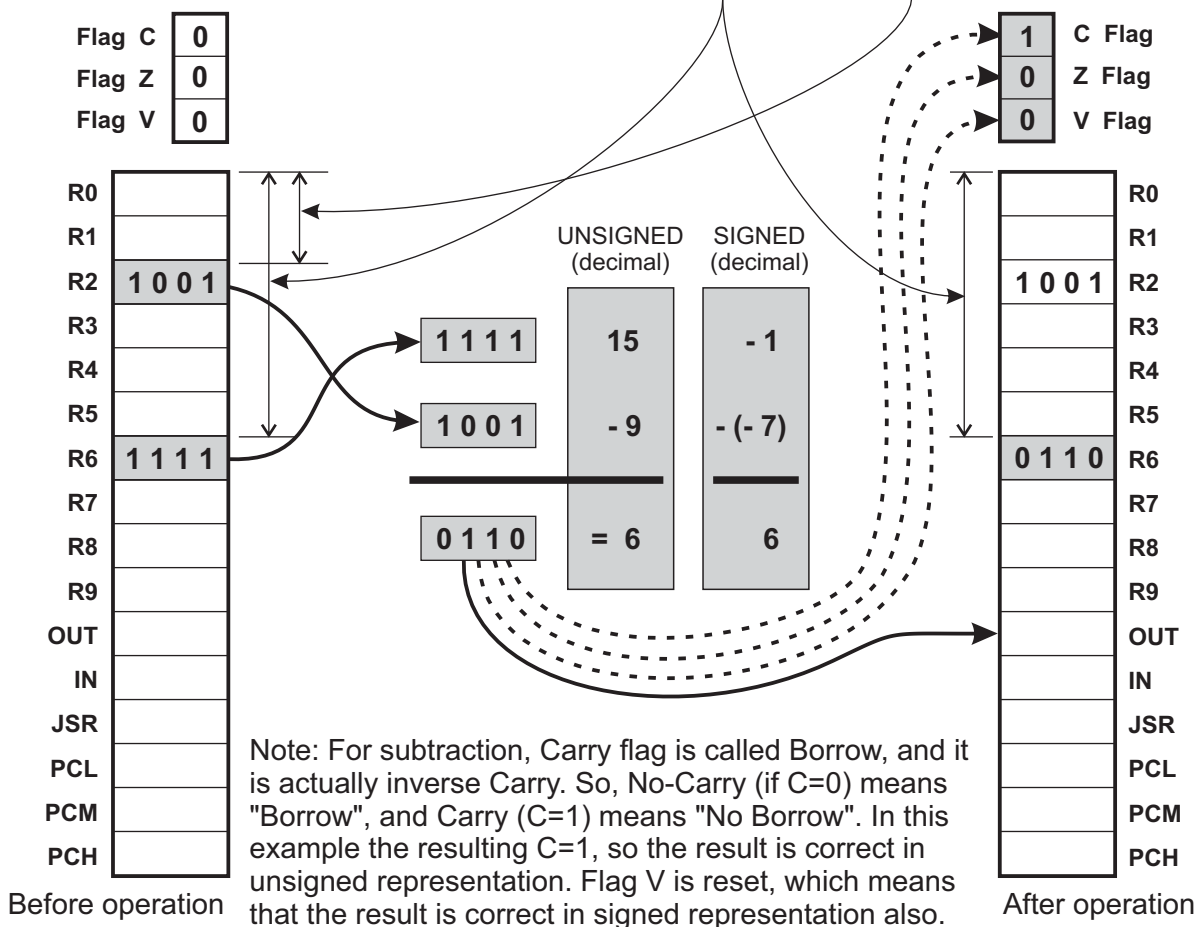 Flag C 0
Flag Z 0
Flag V 0
1 C Flag
0 Z Flag
0 V Flag
R0
R1
R2 1 0 0 1
R3
R4
R5
R6 1 1 1 1
R7
R8
R9
OUT
IN
JSR
PCL
PCM
PCH
Before operation
UNSIGNED SIGNED
(decimal) (decimal)
1 1 1 1 15 - 1
1 0 0 1 - 9 - (- 7)
0 1 1 0 = 6 6
Note: For subtraction, Carry flag is called Borrow, and it
is actually inverse Carry. So, No-Carry (if C=0) means
"Borrow", and Carry (C=1) means "No Borrow". In this
example the resulting C=1, so the result is correct in
unsigned representation. Flag V is reset, which means
that the result is correct in signed representation also.
R0
R1
1 0 0 1 R2
R3
R4
R5
0 1 1 0 R6
R7
R8
R9
OUT
IN
JSR
PCL
PCM
PCH
After operation